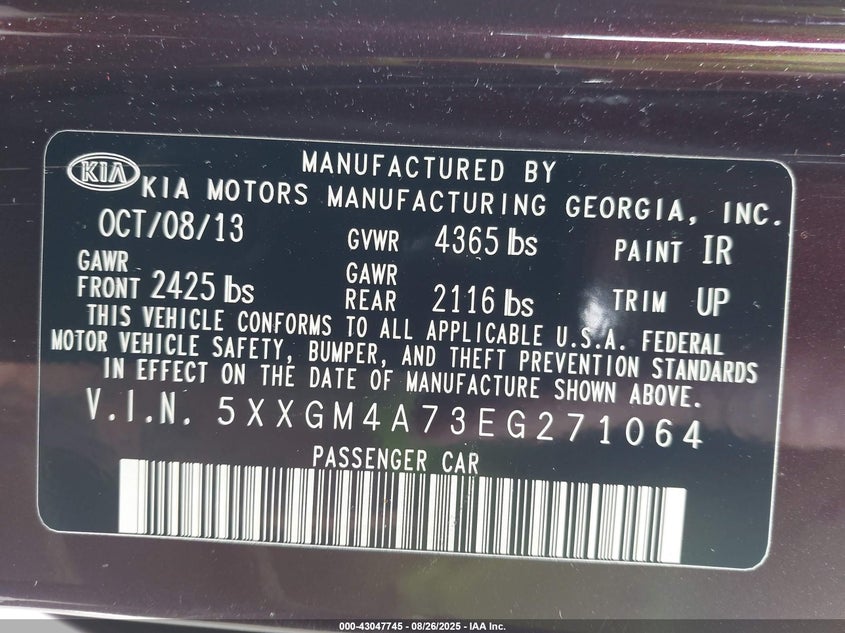 MANUFACTURED BY
KIA KIA MOTORS MANUFACTURING GEORGIA, INC.
OCT/08/13 GVWR 4365 lbs PAINT IR
GAWR FRONT 2425 lbs GAWR REAR 2116 lbs TRIM UP
THIS VEHICLE CONFORMS TO ALL APPLICABLE U.S.A. FEDERAL
MOTOR VEHICLE SAFETY, BUMPER, AND THEFT PREVENTION STANDARDS
IN EFFECT ON THE DATE OF MANUFACTURE SHOWN ABOVE.
V.I.N. 5XXGM4A73EG271064
PASSENGER CAR
000-43047745 - 08/26/2025 - IAA Inc.